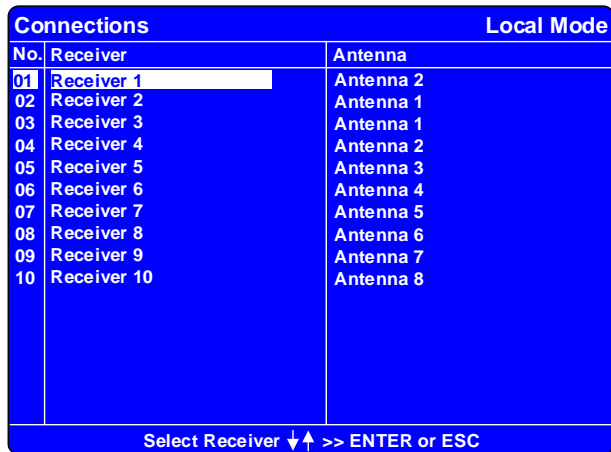 Connections Local Mode
No. Receiver Antenna
01 Receiver 1 Antenna 2
02 Receiver 2 Antenna 1
03 Receiver 3 Antenna 1
04 Receiver 4 Antenna 2
05 Receiver 5 Antenna 3
06 Receiver 6 Antenna 4
07 Receiver 7 Antenna 5
08 Receiver 8 Antenna 6
09 Receiver 9 Antenna 7
10 Receiver 10 Antenna 8
Select Receiver ↓↑ >> ENTER or ESC